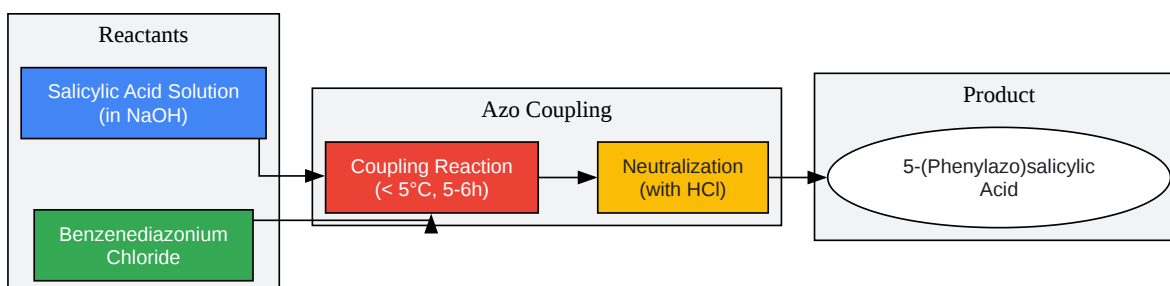 Reactants
Salicylic Acid Solution
(in NaOH)
Benzenediazonium
Chloride
Azo Coupling
Coupling Reaction
(< 5°C, 5-6h)
Neutralization
(with HCl)
Product
5-(Phenylazo)salicylic
Acid